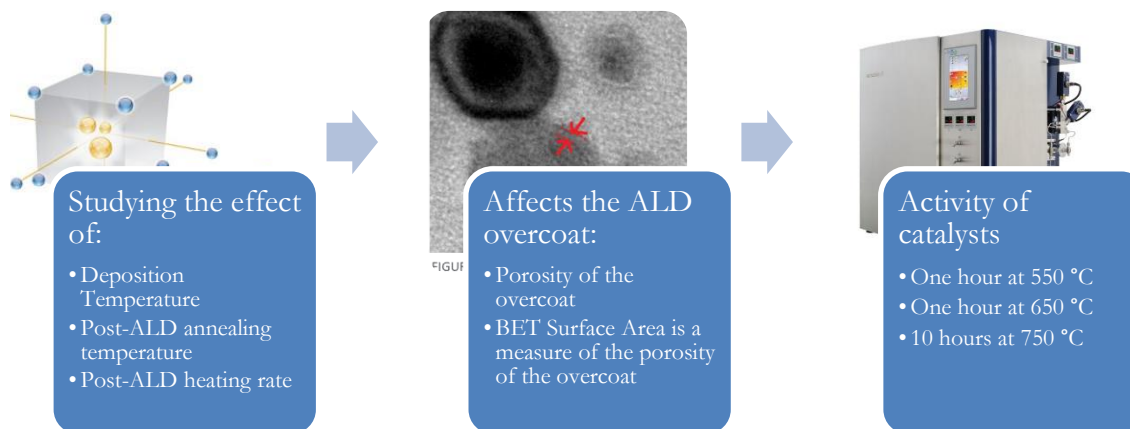 Studying the effect
of:
• Deposition
Temperature
• Post-ALD annealing
temperature
• Post-ALD heating rate
FIGUR
Affects the ALD
overcoat:
• Porosity of the
overcoat
• BET Surface Area is a
measure of the porosity
of the overcoat
Activity of
catalysts
• One hour at 550 °C
• One hour at 650 °C
• 10 hours at 750 °C